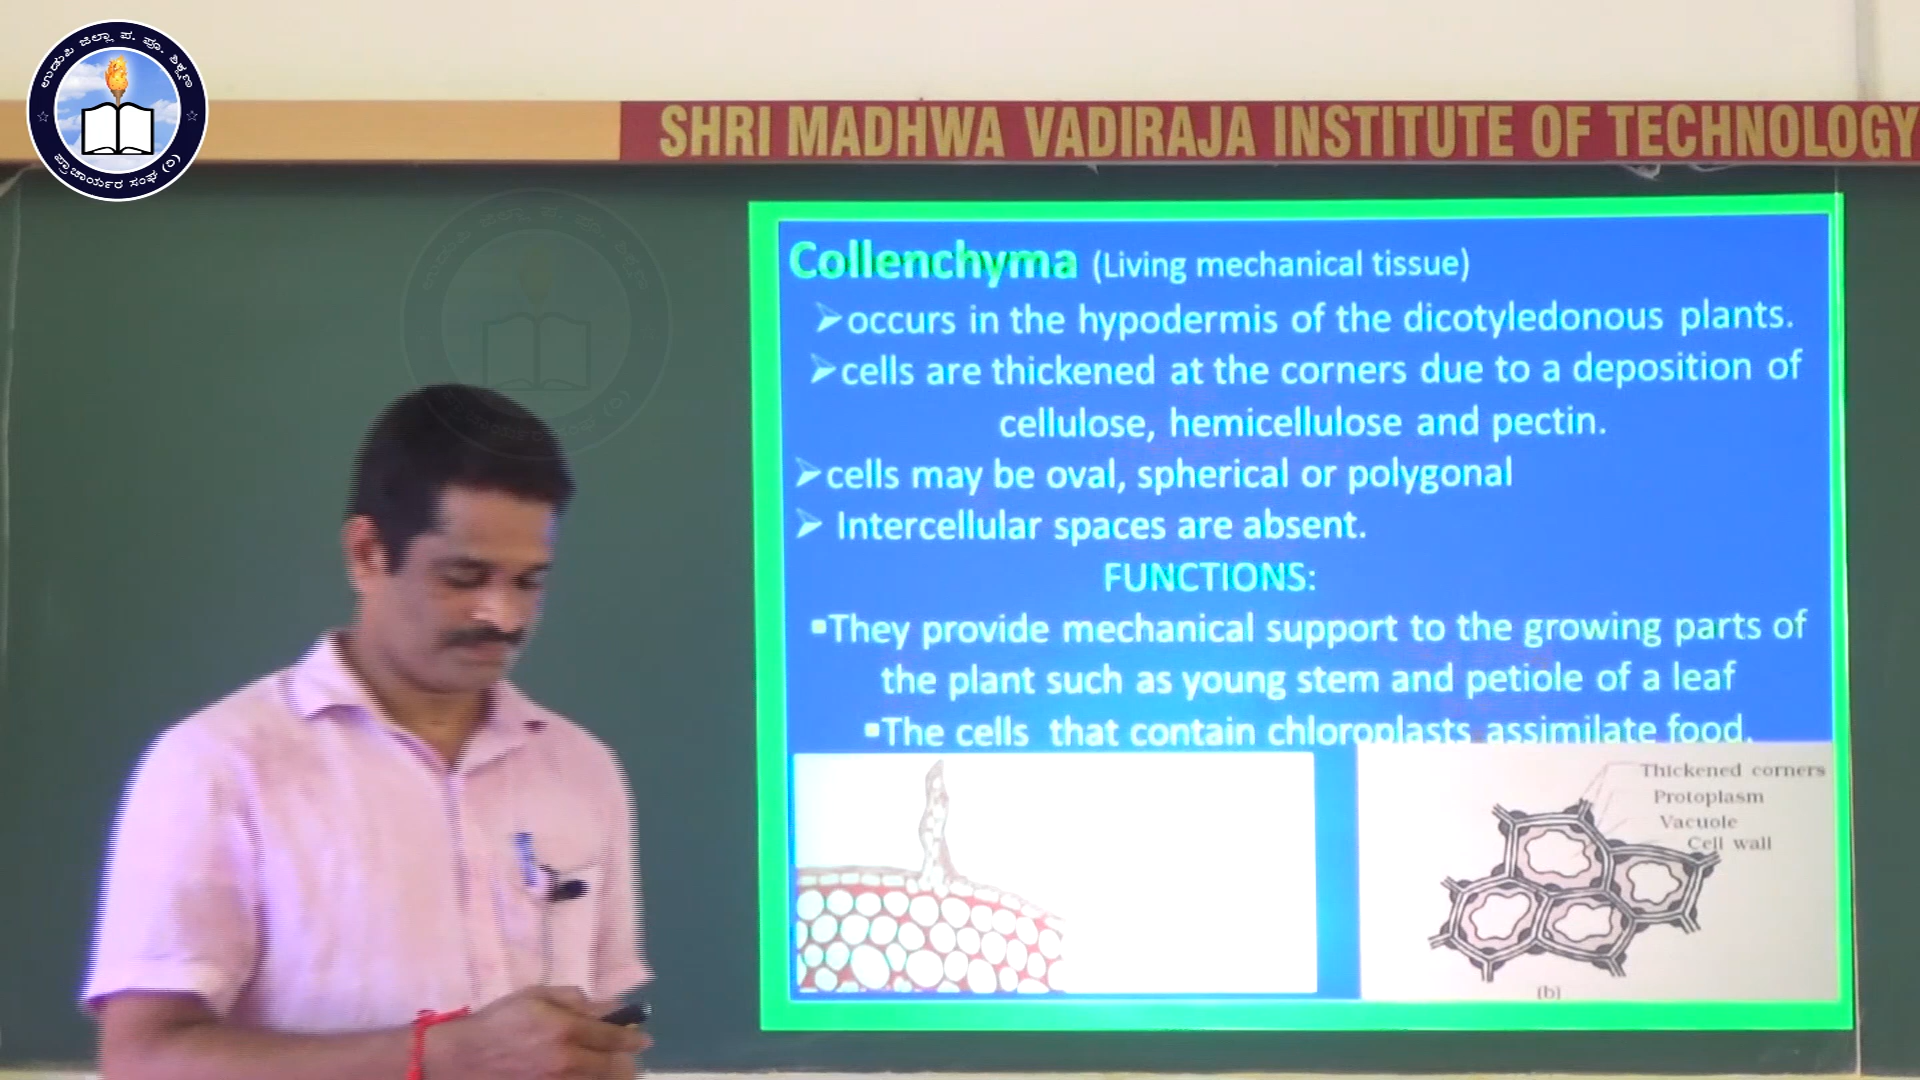 ಉಡುಪಿ ಜಿಲ್ಲಾ ಪ. ಪೂ. ಶಿಕ್ಷಣ
ಪ್ರಾಚಾರ್ಯರ ಸಂಘ (ರಿ)
SHRI MADHWA VADIRAJA INSTITUTE OF TECHNOLOGY
Collenchyma (Living mechanical tissue)
➢occurs in the hypodermis of the dicotyledonous plants.
➢cells are thickened at the corners due to a deposition of
cellulose, hemicellulose and pectin.
➢cells may be oval, spherical or polygonal
➢ Intercellular spaces are absent.
FUNCTIONS:
▪They provide mechanical support to the growing parts of
the plant such as young stem and petiole of a leaf
▪The cells that contain chloroplasts assimilate food.
Thickened corners
Protoplasm
Vacuole
Cell wall
(b)